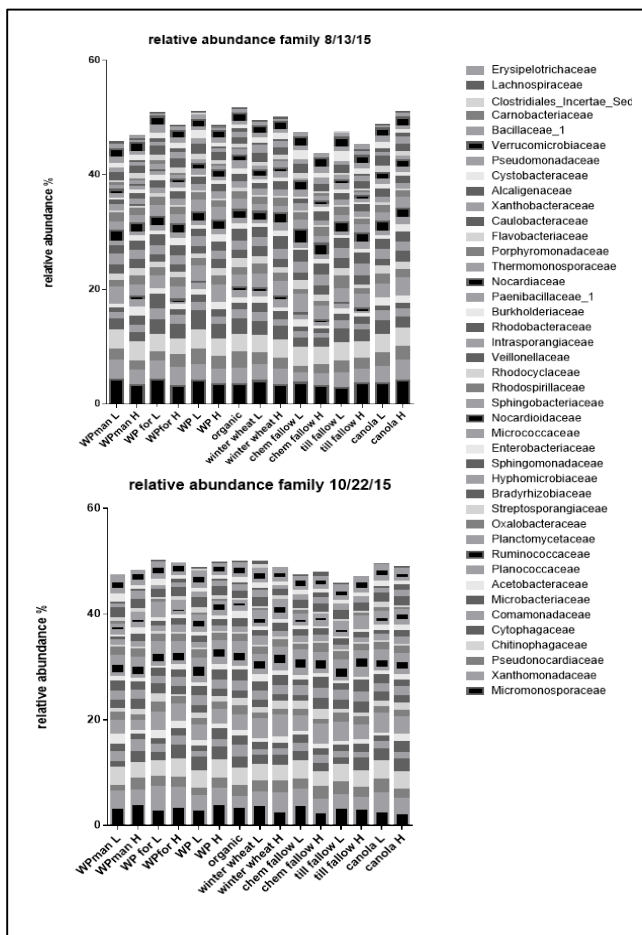 relative abundance family 8/13/15
60
40
20
0
relative abundance %
WPman L
WPman H
WP for L
WPfor H
WP L
WP H
organic
winter wheat L
winter wheat H
chem fallow L
chem fallow H
till fallow L
till fallow H
canola L
canola H
relative abundance family 10/22/15
60
40
20
0
relative abundance %
WPman L
WPman H
WP for L
WPfor H
WP L
WP H
organic
winter wheat L
winter wheat H
chem fallow L
chem fallow H
till fallow L
till fallow H
canola L
canola H
Erysipelotrichaceae
Lachnospiraceae
Clostridiales_Incertae_Sed
Carnobacteriaceae
Bacillaceae_1
Verrucomicrobiaceae
Pseudomonadaceae
Cystobacteraceae
Alcaligenaceae
Xanthobacteraceae
Caulobacteraceae
Flavobacteriaceae
Porphyromonadaceae
Thermomonosporaceae
Nocardiaceae
Paenibacillaceae_1
Burkholderiaceae
Rhodobacteraceae
Intrasporangiaceae
Veillonellaceae
Rhodocyclaceae
Rhodospirillaceae
Sphingobacteriaceae
Nocardioidaceae
Micrococcaceae
Enterobacteriaceae
Sphingomonadaceae
Hyphomicrobiaceae
Bradyrhizobiaceae
Streptosporangiaceae
Oxalobacteraceae
Planctomycetaceae
Ruminococcaceae
Planococcaceae
Acetobacteraceae
Microbacteriaceae
Comamonadaceae
Cytophagaceae
Chitinophagaceae
Pseudonocardiaceae
Xanthomonadaceae
Micromonosporaceae